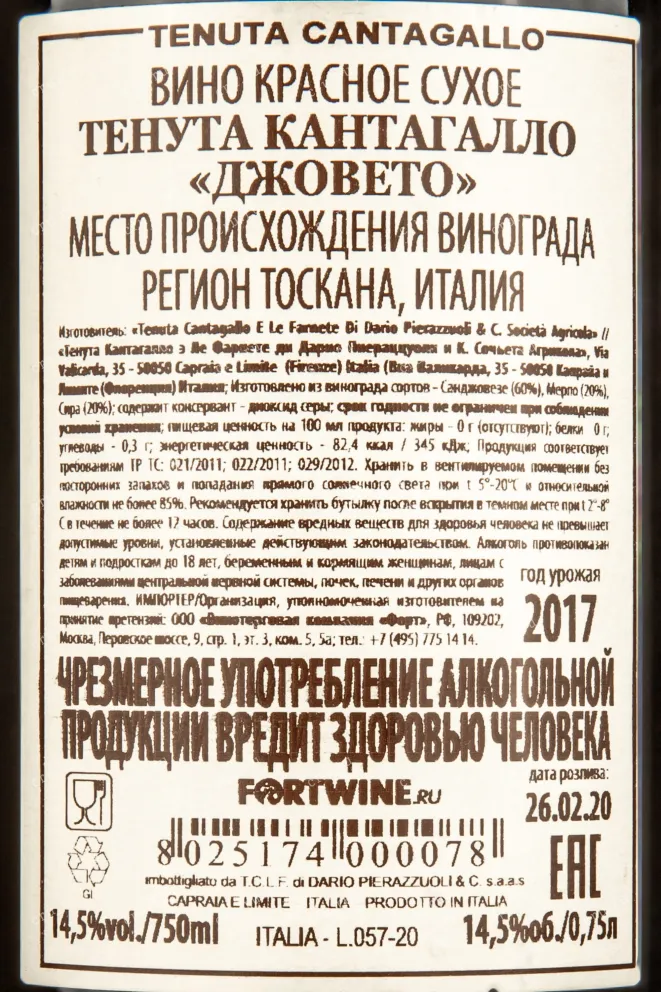 TENUTA CANTAGALLO
ВИНО КРАСНОЕ СУХОЕ
ТЕНУТА КАНТАГАЛЛО
«ДЖОВЕТО»
МЕСТО ПРОИСХОЖДЕНИЯ ВИНОГРАДА
РЕГИОН ТОСКАНА, ИТАЛИЯ
Изготовитель: «Tenuta Cantagallo E Le Farnete Di Dario Pierazzuoli & C. Società Agricola» //
«Тенута Кантагалло э Ле Фарнете ди Дарио Пиераццуоли и К. Сочьета Агрикола», Via
Valicarda, 35 - 50050 Capraia e Limite (Firenze) Italia (Виа Валикарда, 35 - 50050 Капрайа и
Лимите (Флоренция) Италия; Изготовлено из винограда сортов - Санджовезе (60%), Мерло (20%),
Сира (20%); содержит консервант - диоксид серы; срок годности не ограничен при соблюдении
условий хранения; пищевая ценность на 100 мл продукта: жиры - 0 г (отсутствуют); белки 0 г;
углеводы - 0,3 г; энергетическая ценность - 82,4 ккал / 345 кДж; Продукция соответствует
требованиям ТР ТС: 021/2011; 022/2011; 029/2012. Хранить в вентилируемом помещении без
посторонних запахов и попадания прямого солнечного света при t 5°-20°C и относительной
влажности не более 85%. Рекомендуется хранить бутылку после вскрытия в темном месте при t 2°-8°
С в течение не более 12 часов. Содержание вредных веществ для здоровья человека не превышает
допустимые уровни, установленные действующим законодательством. Алкоголь противопоказан
детям и подросткам до 18 лет, беременным и кормящим женщинам, лицам с
заболеваниями центральной нервной системы, почек, печени и других органов
пищеварения. ИМПОРТЕР/Организация, уполномоченная изготовителем на
принятие претензий: ООО «Виноторговая компания «Форт», РФ, 109202,
Москва, Перовское шоссе, 9, стр. 1, эт. 3, ком. 5, 5а; тел.: +7 (495) 775 14 14.
год урожая
2017
ЧРЕЗМЕРНОЕ УПОТРЕБЛЕНИЕ АЛКОГОЛЬНОЙ
ПРОДУКЦИИ ВРЕДИТ ЗДОРОВЬЮ ЧЕЛОВЕКА
FORTWINE.RU
дата розлива:
26.02.20
8 025174 000078
GI
EAC
imbottigliato da T.C.L.F. di DARIO PIERAZZUOLI & C. s.a.a.s
CAPRAIA E LIMITE ITALIA PRODOTTO IN ITALIA
14,5%vol./750ml
ITALIA - L.057-20
14,5%об./0,75л